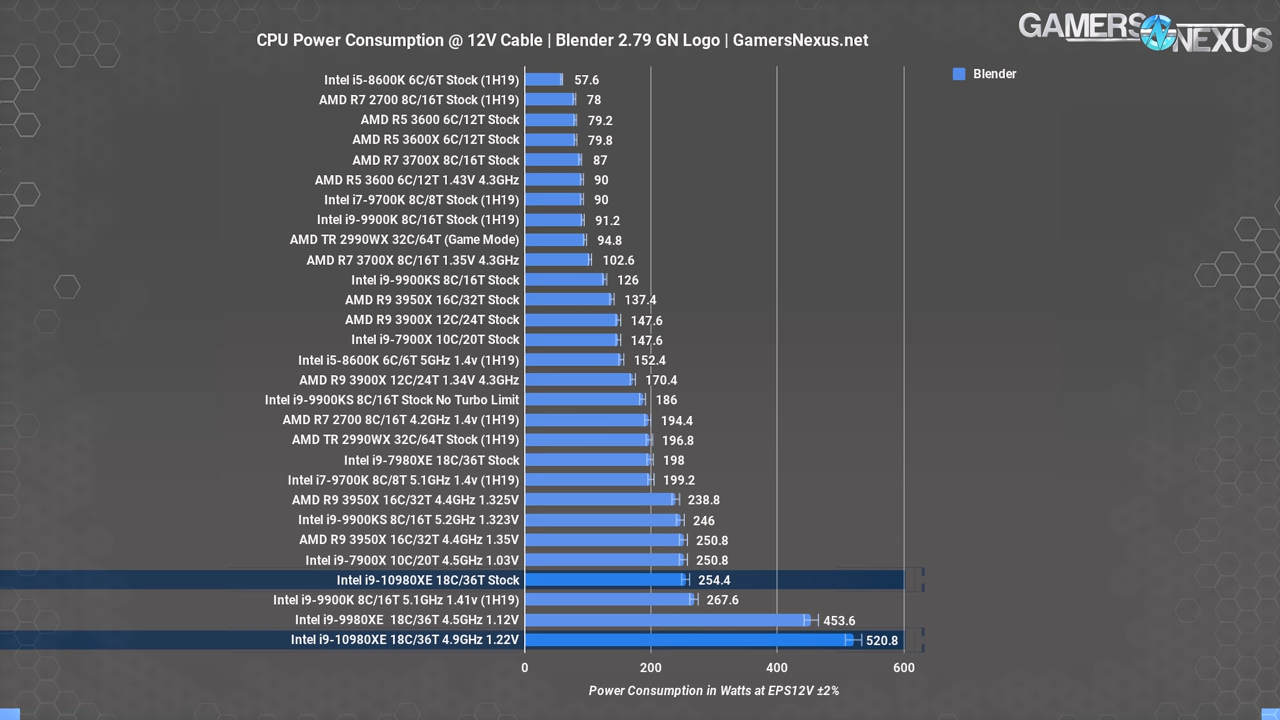 GAMERS NEXUS
CPU Power Consumption @ 12V Cable | Blender 2.79 GN Logo | GamersNexus.net
Blender
Intel i5-8600K 6C/6T Stock (1H19) 57.6
AMD R7 2700 8C/16T Stock (1H19) 78
AMD R5 3600 6C/12T Stock 79.2
AMD R5 3600X 6C/12T Stock 79.8
AMD R7 3700X 8C/16T Stock 87
AMD R5 3600 6C/12T 1.43V 4.3GHz 90
Intel i7-9700K 8C/8T Stock (1H19) 90
Intel i9-9900K 8C/16T Stock (1H19) 91.2
AMD TR 2990WX 32C/64T (Game Mode) 94.8
AMD R7 3700X 8C/16T 1.35V 4.3GHz 102.6
Intel i9-9900KS 8C/16T Stock 126
AMD R9 3950X 16C/32T Stock 137.4
AMD R9 3900X 12C/24T Stock 147.6
Intel i9-7900X 10C/20T Stock 147.6
Intel i5-8600K 6C/6T 5GHz 1.4v (1H19) 152.4
AMD R9 3900X 12C/24T 1.34V 4.3GHz 170.4
Intel i9-9900KS 8C/16T Stock No Turbo Limit 186
AMD R7 2700 8C/16T 4.2GHz 1.4v (1H19) 194.4
AMD TR 2990WX 32C/64T Stock (1H19) 196.8
Intel i9-7980XE 18C/36T Stock 198
Intel i7-9700K 8C/8T 5.1GHz 1.4v (1H19) 199.2
AMD R9 3950X 16C/32T 4.4GHz 1.325V 238.8
Intel i9-9900KS 8C/16T 5.2GHz 1.323V 246
AMD R9 3950X 16C/32T 4.4GHz 1.35V 250.8
Intel i9-7900X 10C/20T 4.5GHz 1.03V 250.8
Intel i9-10980XE 18C/36T Stock 254.4
Intel i9-9900K 8C/16T 5.1GHz 1.41v (1H19) 267.6
Intel i9-9980XE 18C/36T 4.5GHz 1.12V 453.6
Intel i9-10980XE 18C/36T 4.9GHz 1.22V 520.8
0 200 400 600
Power Consumption in Watts at EPS12V ±2%